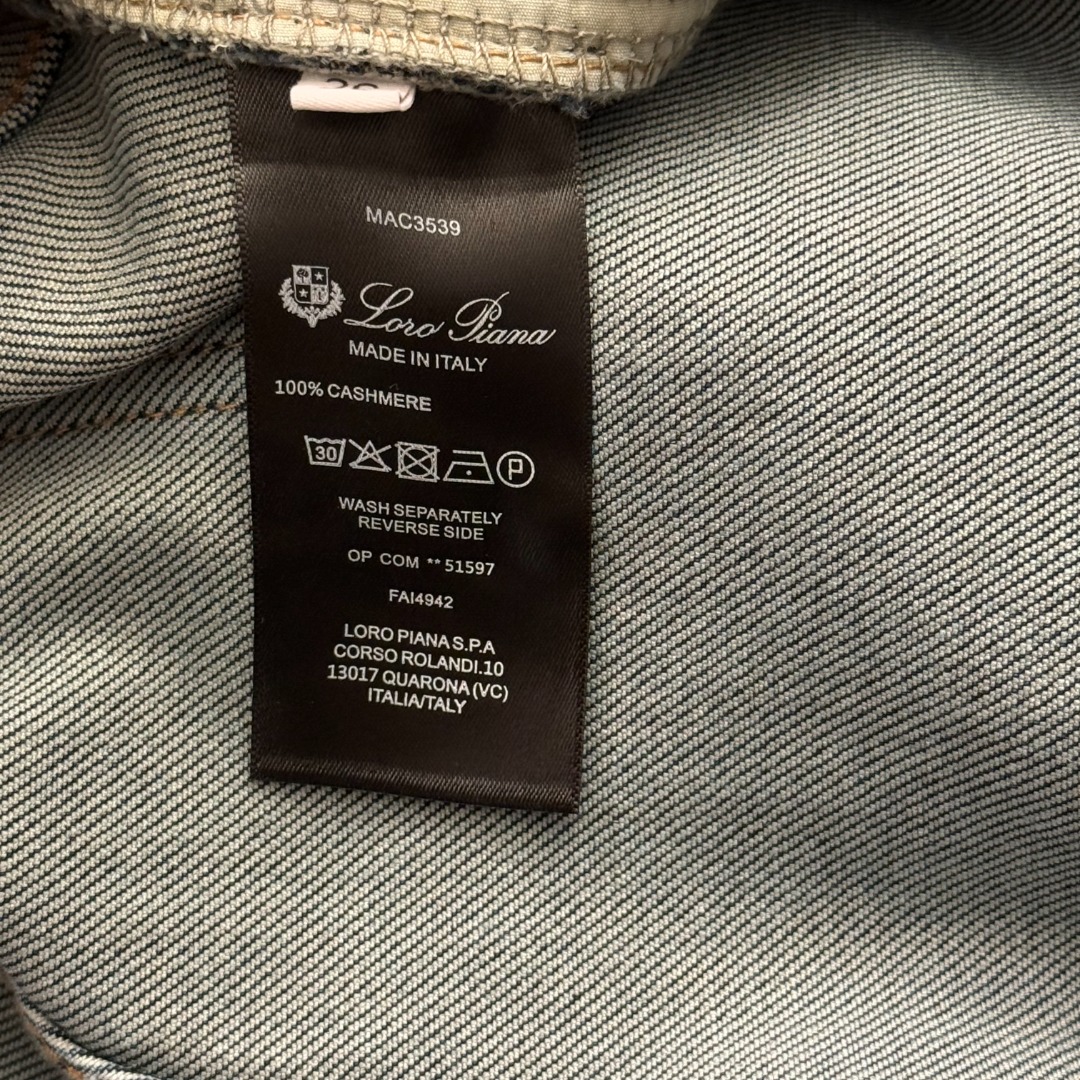 MAC3539
Loro Piana
MADE IN ITALY
100% CASHMERE
30 P
WASH SEPARATELY
REVERSE SIDE
OP COM ** 51597
FAI4942
LORO PIANA S.P.A
CORSO ROLANDI.10
13017 QUARONA (VC)
ITALIA/ITALY